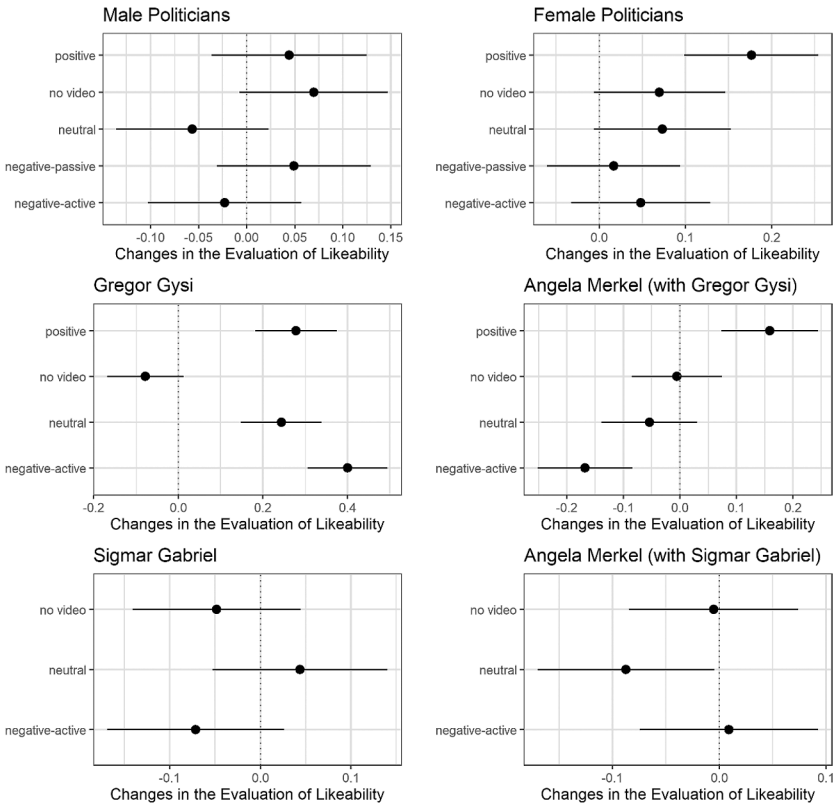 Male Politicians
positive
no video
neutral
negative-passive
negative-active
-0.10 -0.05 0.00 0.05 0.10 0.15
Changes in the Evaluation of Likeability
Female Politicians
positive
no video
neutral
negative-passive
negative-active
0.0 0.1 0.2
Changes in the Evaluation of Likeability
Gregor Gysi
positive
no video
neutral
negative-active
-0.2 0.0 0.2 0.4
Changes in the Evaluation of Likeability
Angela Merkel (with Gregor Gysi)
positive
no video
neutral
negative-active
-0.2 -0.1 0.0 0.1 0.2
Changes in the Evaluation of Likeability
Sigmar Gabriel
no video
neutral
negative-active
-0.1 0.0 0.1
Changes in the Evaluation of Likeability
Angela Merkel (with Sigmar Gabriel)
no video
neutral
negative-active
-0.1 0.0 0.1
Changes in the Evaluation of Likeability